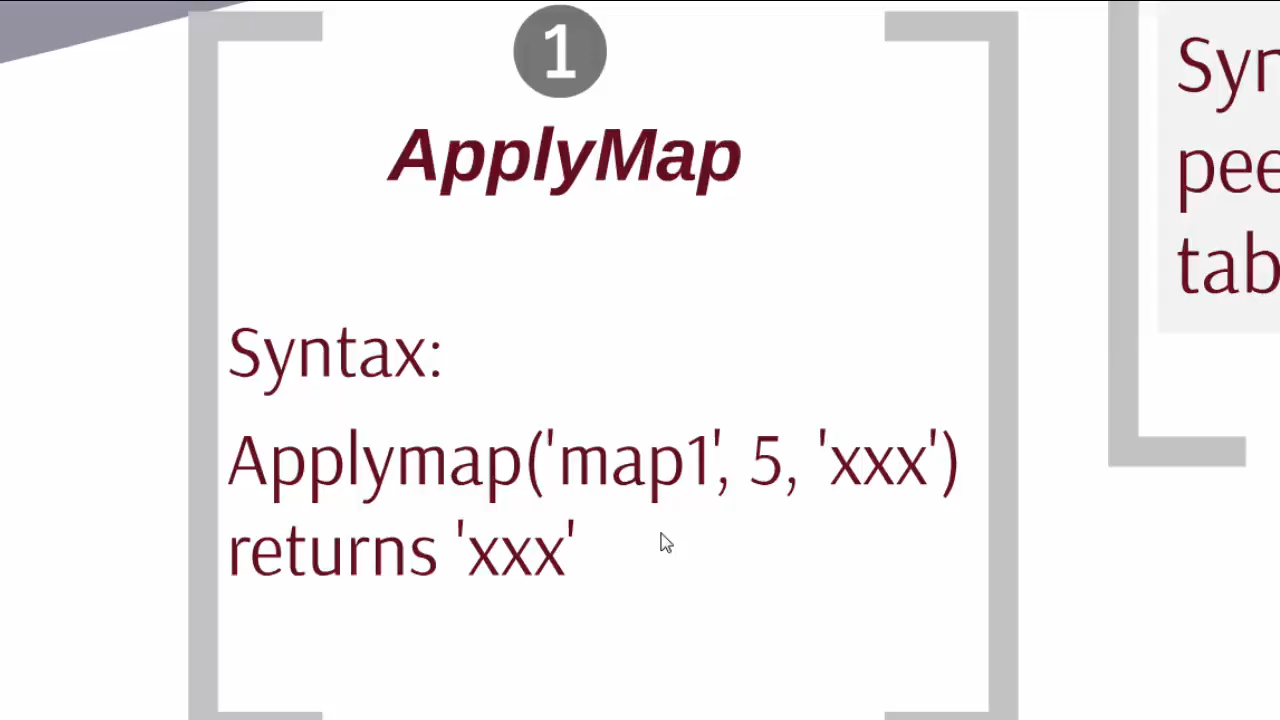 1
ApplyMap
Syntax:
Applymap('map1', 5, 'xxx')
returns 'xxx'